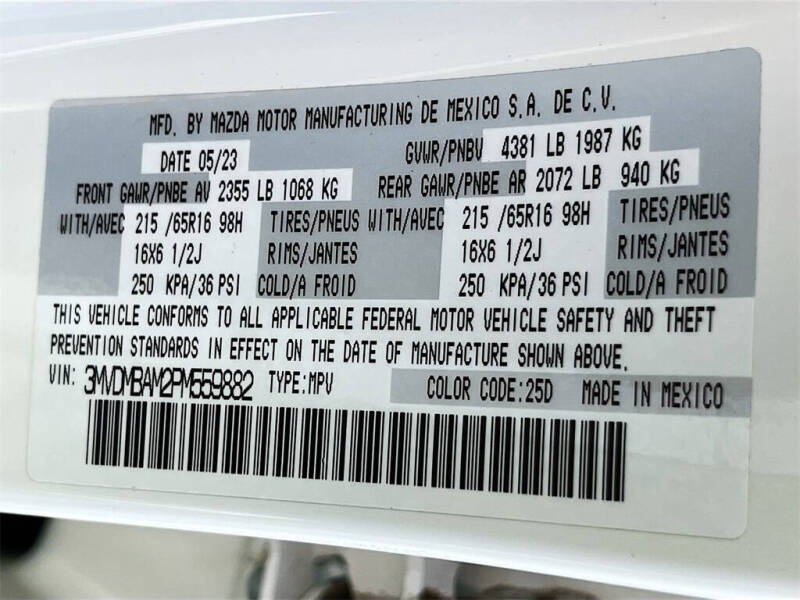 MFD. BY MAZDA MOTOR MANUFACTURING DE MEXICO S.A. DE C.V.
DATE 05/23 GVWR/PNBV 4381 LB 1987 KG
FRONT GAWR/PNBE AV 2355 LB 1068 KG REAR GAWR/PNBE AR 2072 LB 940 KG
WITH/AVEC 215 /65R16 98H TIRES/PNEUS WITH/AVEC 215 /65R16 98H TIRES/PNEUS
16X6 1/2J RIMS/JANTES 16X6 1/2J RIMS/JANTES
250 KPA/36 PSI COLD/A FROID 250 KPA/36 PSI COLD/A FROID
THIS VEHICLE CONFORMS TO ALL APPLICABLE FEDERAL MOTOR VEHICLE SAFETY AND THEFT
PREVENTION STANDARDS IN EFFECT ON THE DATE OF MANUFACTURE SHOWN ABOVE.
VIN: 3MVDMBAM2PM559882 TYPE:MPV COLOR CODE:25D MADE IN MEXICO